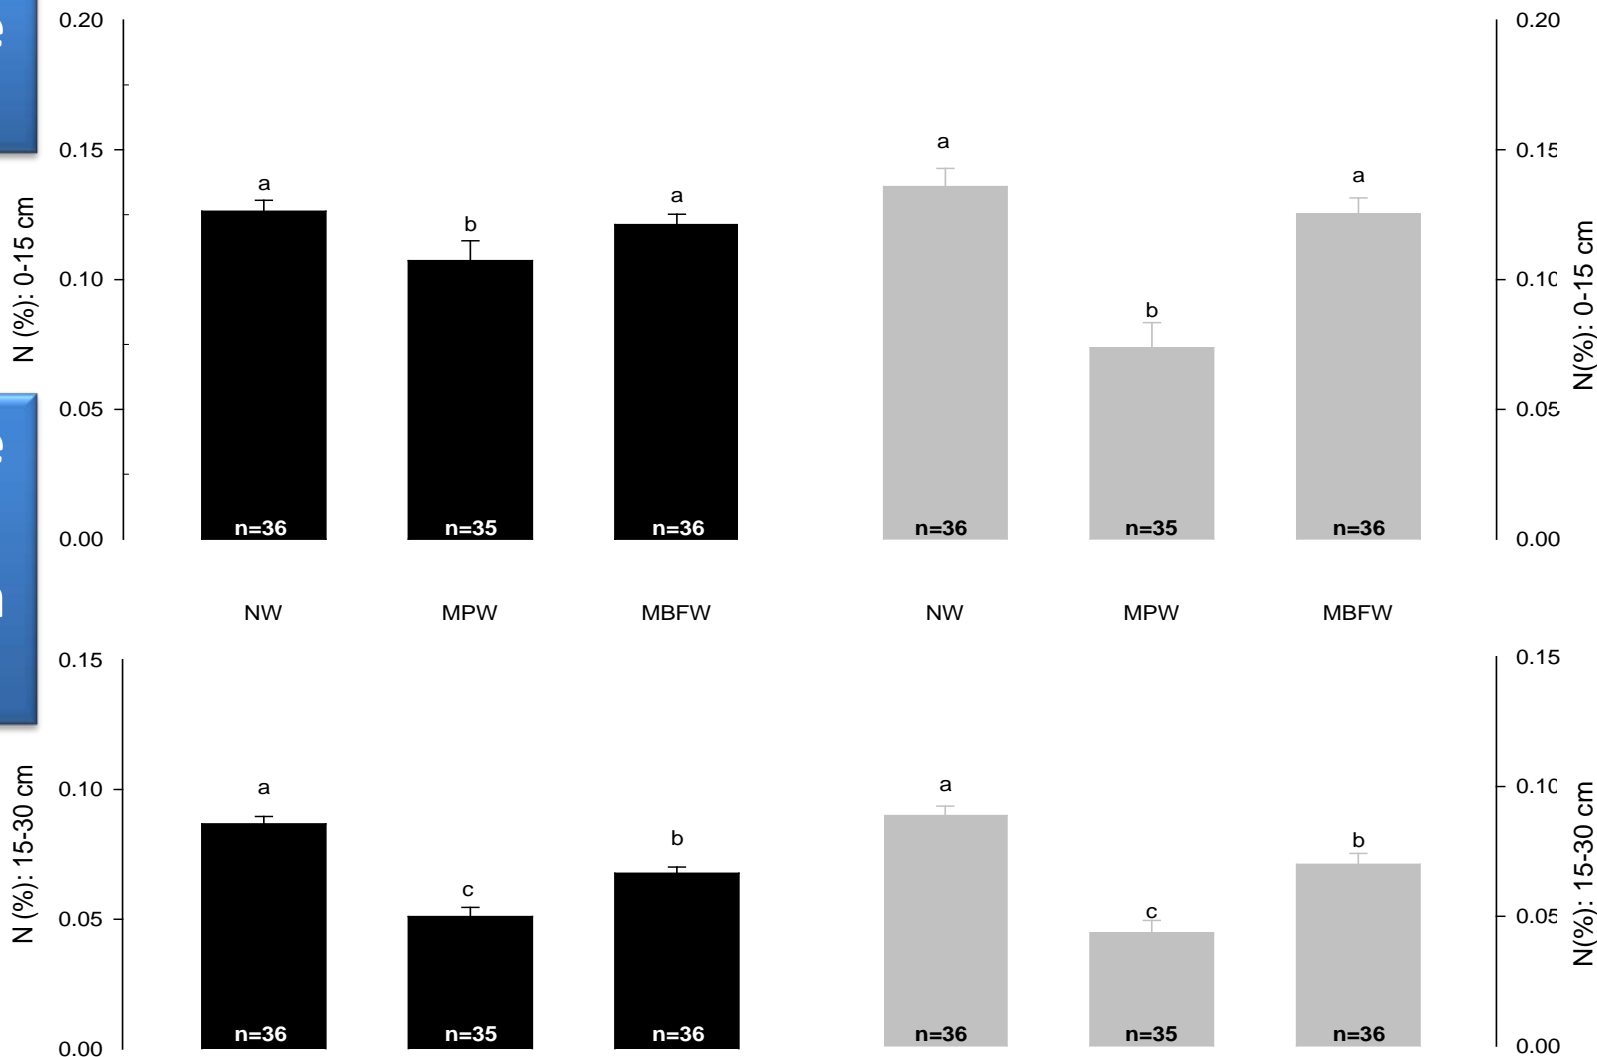 0.20
0.15
0.10
0.05
0.00
N (%): 0-15 cm
a
b
a
n=36
n=35
n=36
a
b
a
n=36
n=35
n=36
0.20
0.15
0.10
0.05
0.00
N(%): 0-15 cm
NW MPW MBFW NW MPW MBFW
0.15
0.10
0.05
0.00
N (%): 15-30 cm
a
c
b
n=36
n=35
n=36
a
c
b
n=36
n=35
n=36
0.15
0.10
0.05
0.00
N(%): 15-30 cm